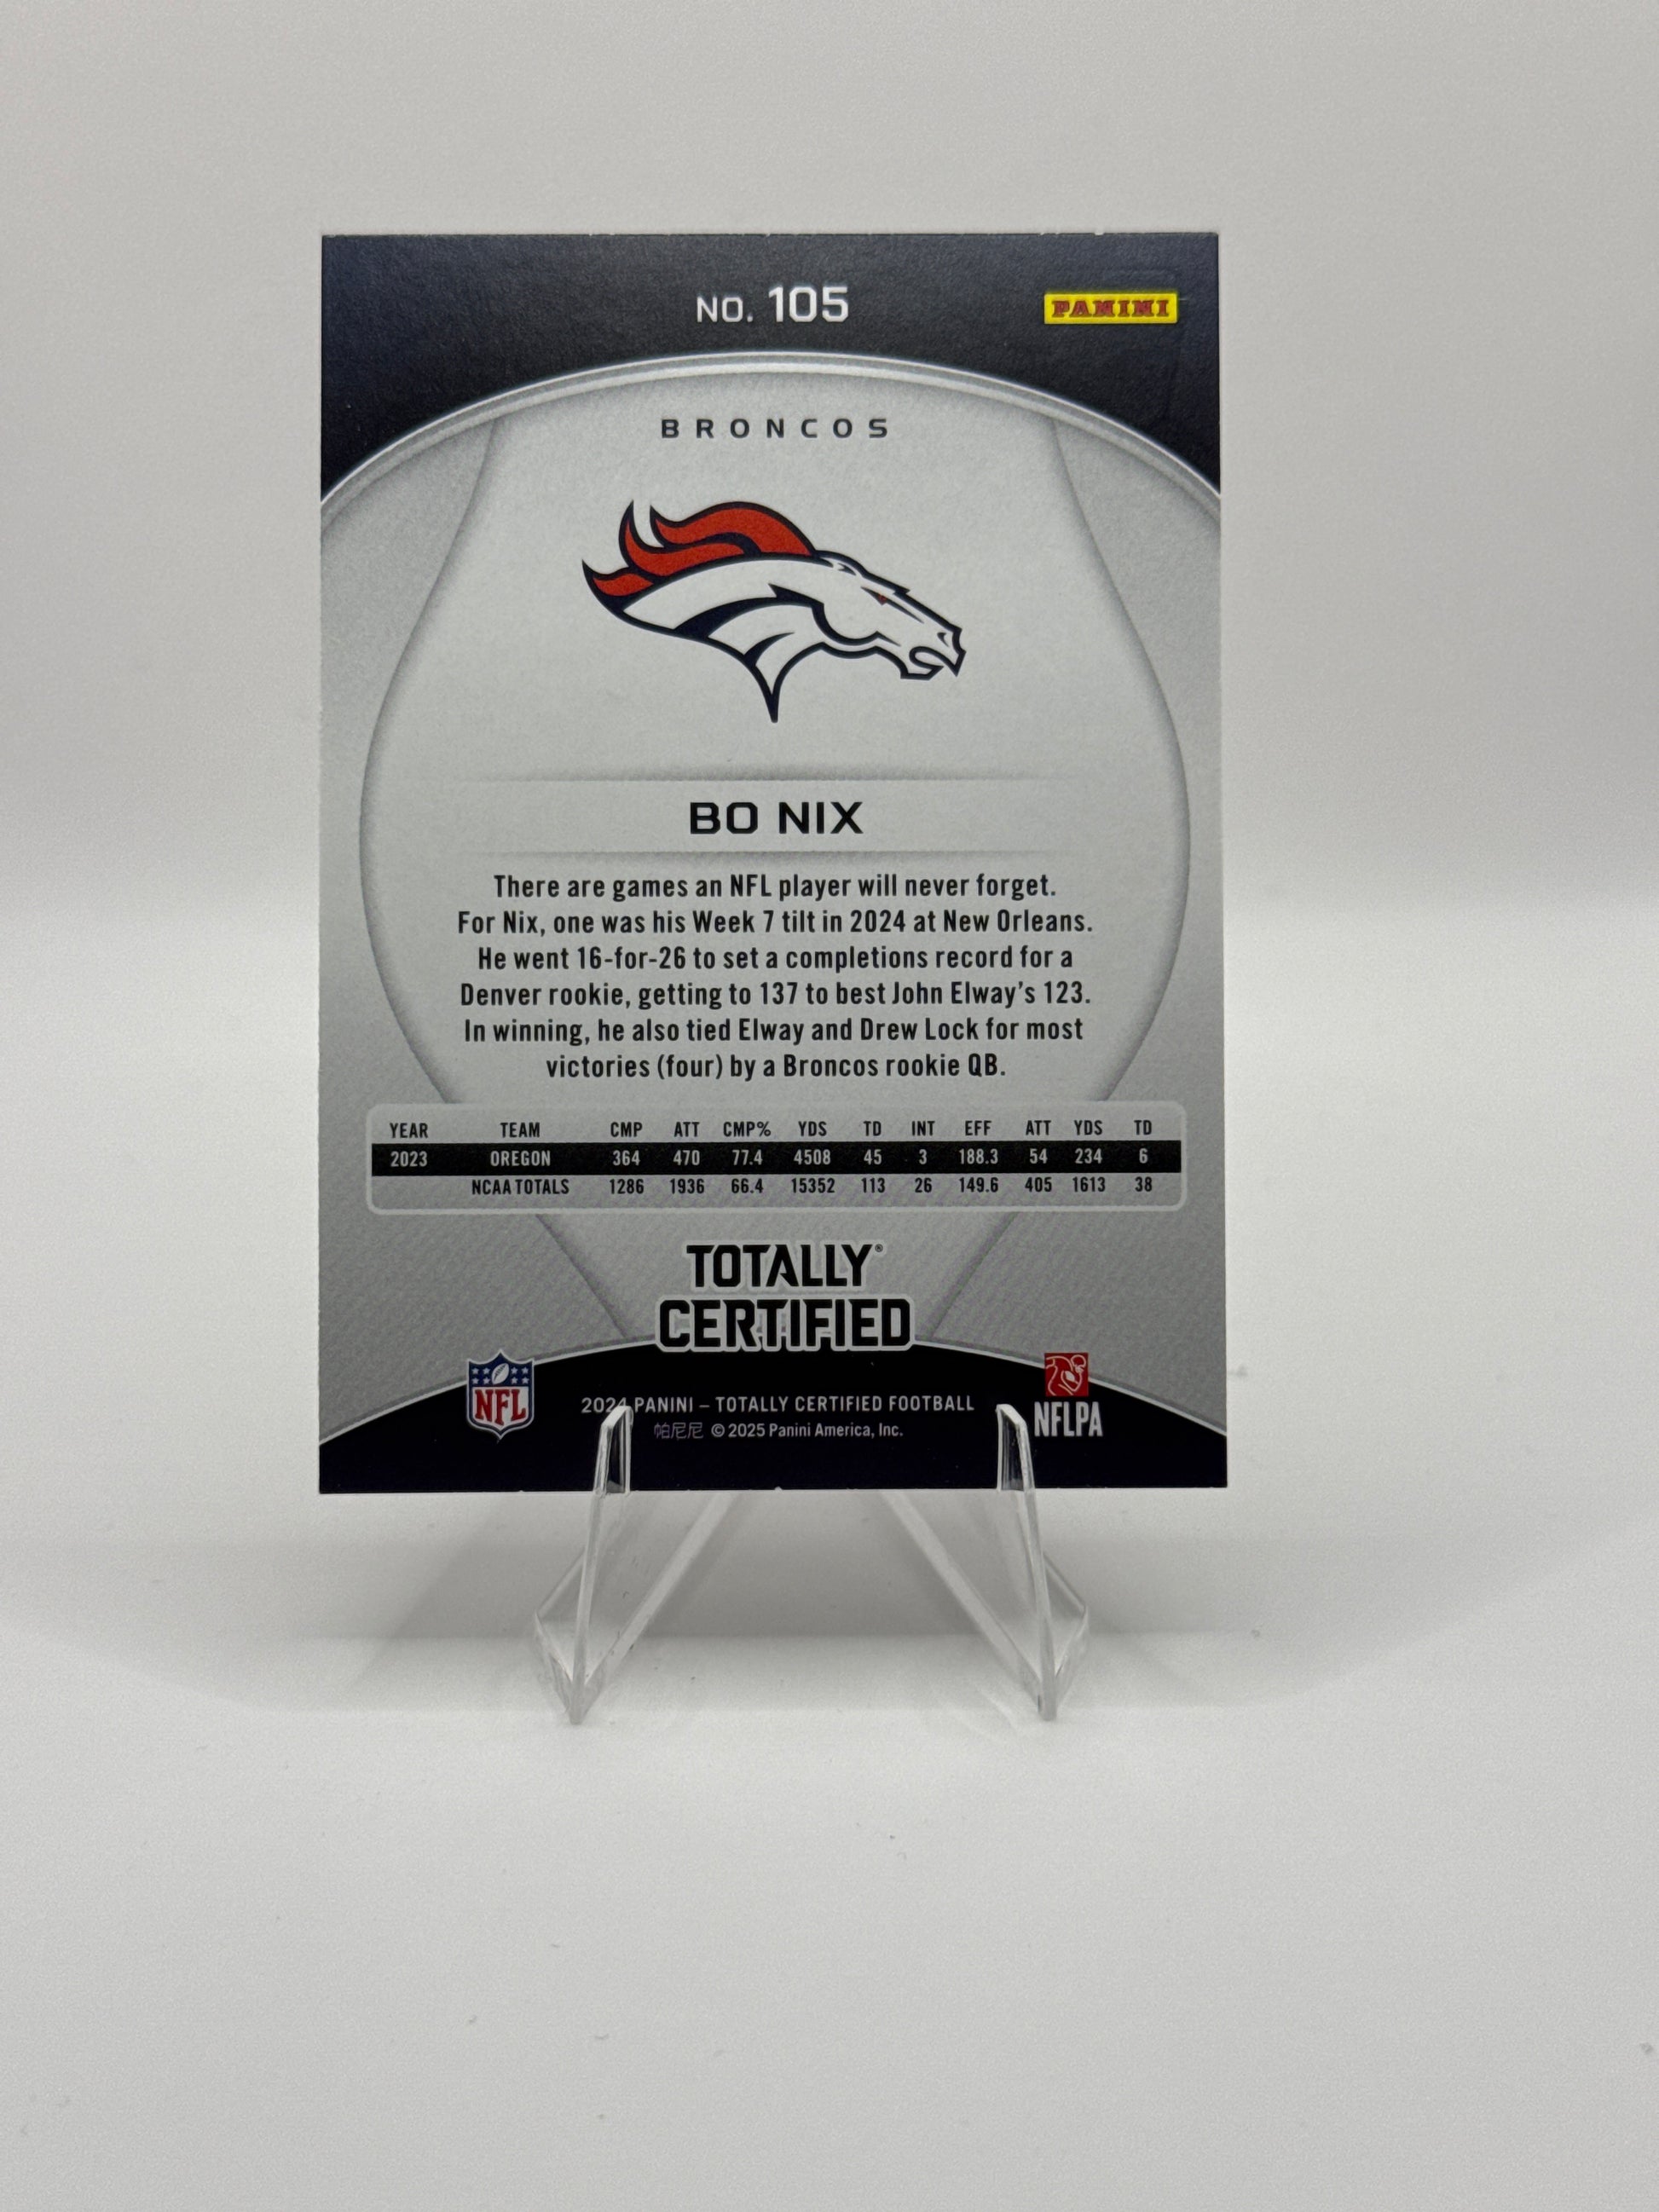 NO. 105
PANINI
BRONCOS
BO NIX
There are games an NFL player will never forget.
For Nix, one was his Week 7 tilt in 2024 at New Orleans.
He went 16-for-26 to set a completions record for a
Denver rookie, getting to 137 to best John Elway's 123.
In winning, he also tied Elway and Drew Lock for most
victories (four) by a Broncos rookie QB.
YEAR TEAM CMP ATT CMP% YDS TD INT EFF ATT YDS TD
2023 OREGON 364 470 77.4 4508 45 3 188.3 54 234 6
NCAA TOTALS 1286 1936 66.4 15352 113 26 149.6 405 1613 38
TOTALLY®
CERTIFIED
NFL
2024 PANINI – TOTALLY CERTIFIED FOOTBALL
帕尼尼 © 2025 Panini America, Inc.
NFLPA